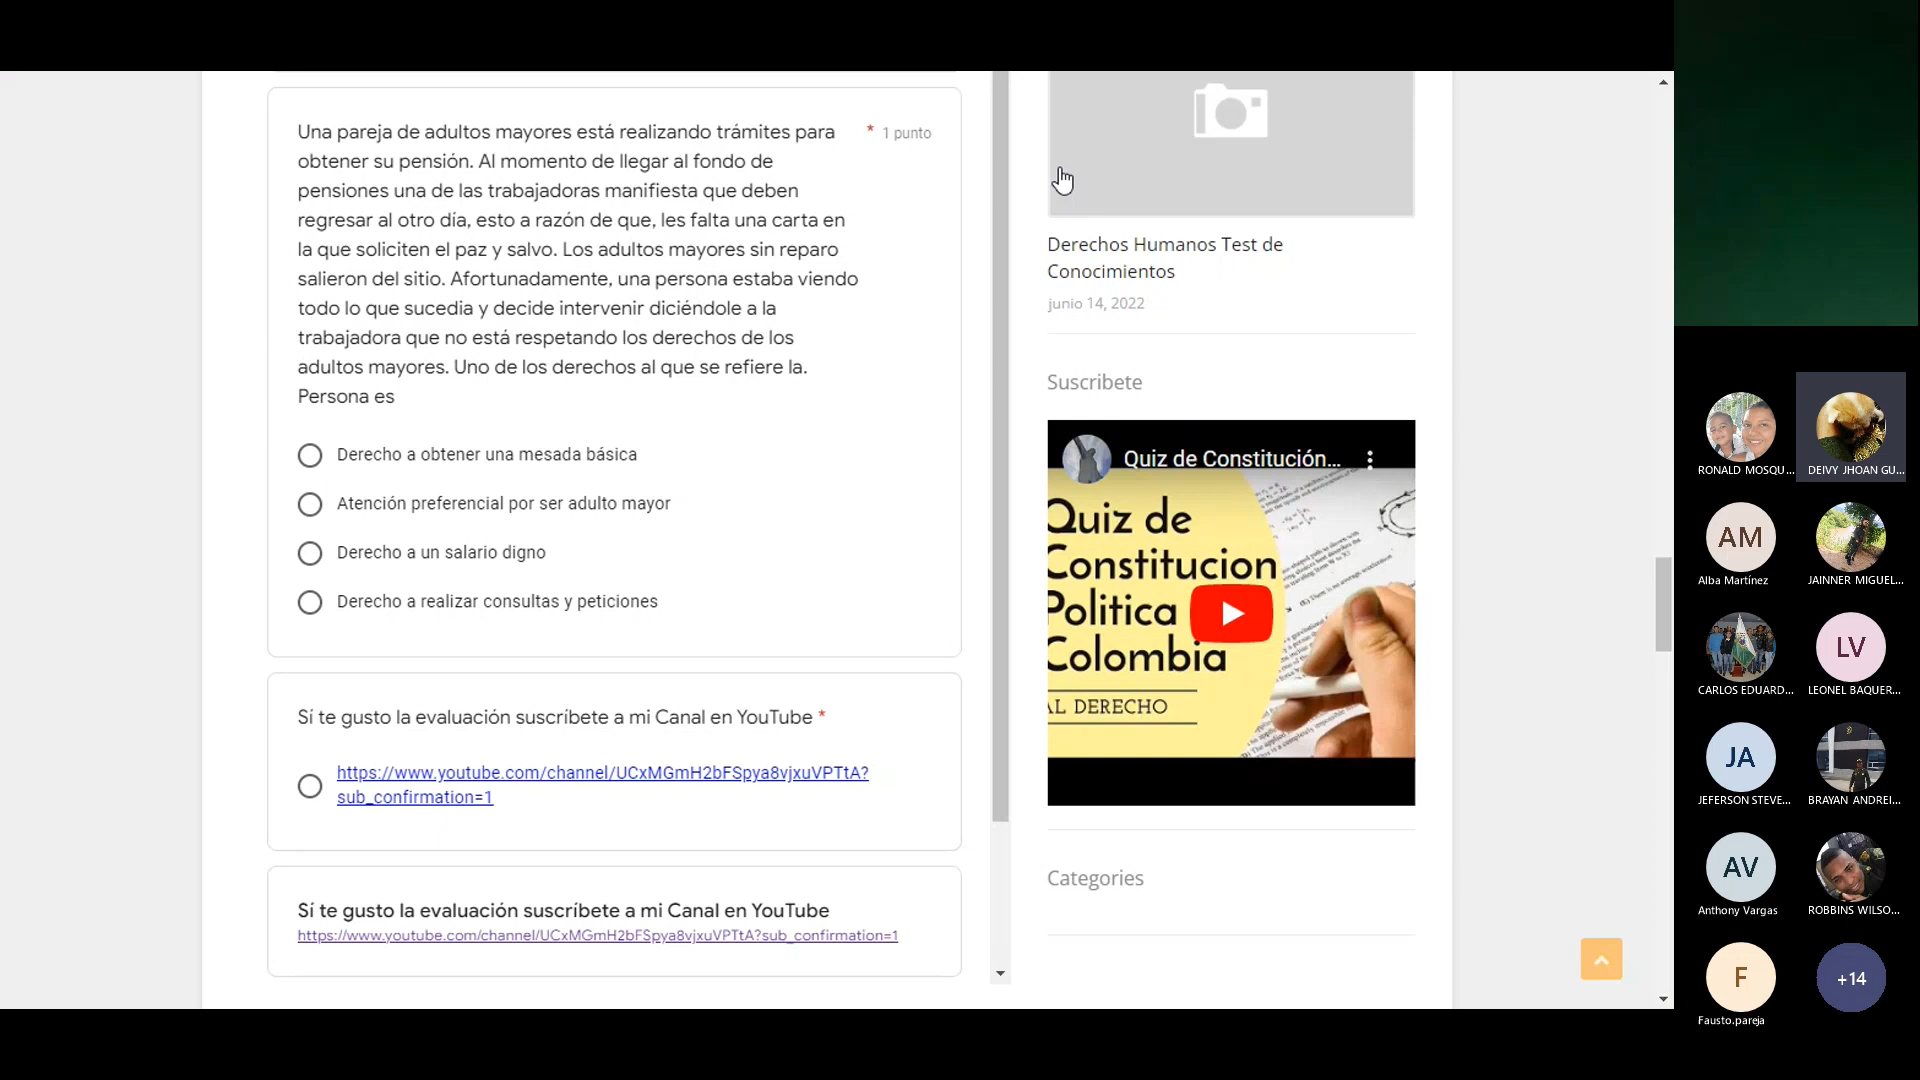 Una pareja de adultos mayores está realizando trámites para
* 1 punto
obtener su pensión. Al momento de llegar al fondo de
pensiones una de las trabajadoras manifiesta que deben
regresar al otro día, esto a razón de que, les falta una carta en
la que soliciten el paz y salvo. Los adultos mayores sin reparo
salieron del sitio. Afortunadamente, una persona estaba viendo
todo lo que sucedia y decide intervenir diciéndole a la
trabajadora que no está respetando los derechos de los
adultos mayores. Uno de los derechos al que se refiere la.
Persona es
Derecho a obtener una mesada básica
Atención preferencial por ser adulto mayor
Derecho a un salario digno
Derecho a realizar consultas y peticiones
Sí te gusto la evaluación suscríbete a mi Canal en YouTube *
https://www.youtube.com/channel/UCxMGmH2bFSpya8vjxuVPTtA?
sub_confirmation=1
Sí te gusto la evaluación suscríbete a mi Canal en YouTube
https://www.youtube.com/channel/UCxMGmH2bFSpya8vjxuVPTtA?sub_confirmation=1
Derechos Humanos Test de
Conocimientos
junio 14, 2022
Suscribete
Quiz de Constitución...
Quiz de
Constitucion
Politica
Colombia
AL DERECHO
Categories
RONALD MOSQU...
DEIVY JHOAN GU...
AM
Alba Martínez
JAINNER MIGUEL...
CARLOS EDUARD...
LV
LEONEL BAQUER...
JA
JEFERSON STEVE...
BRAYAN ANDREI...
AV
Anthony Vargas
ROBBINS WILSO...
F
Fausto.pareja
+14